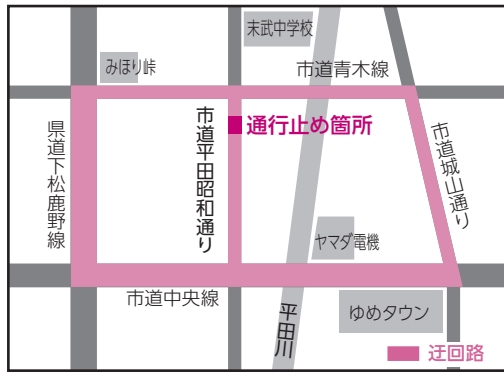 末武中学校
みほり峠
市道青木線
通行止め箇所
市道平田昭和通り
県道下松鹿野線
市道城山通り
ヤマダ電機
市道中央線
平田川
ゆめタウン
迂回路